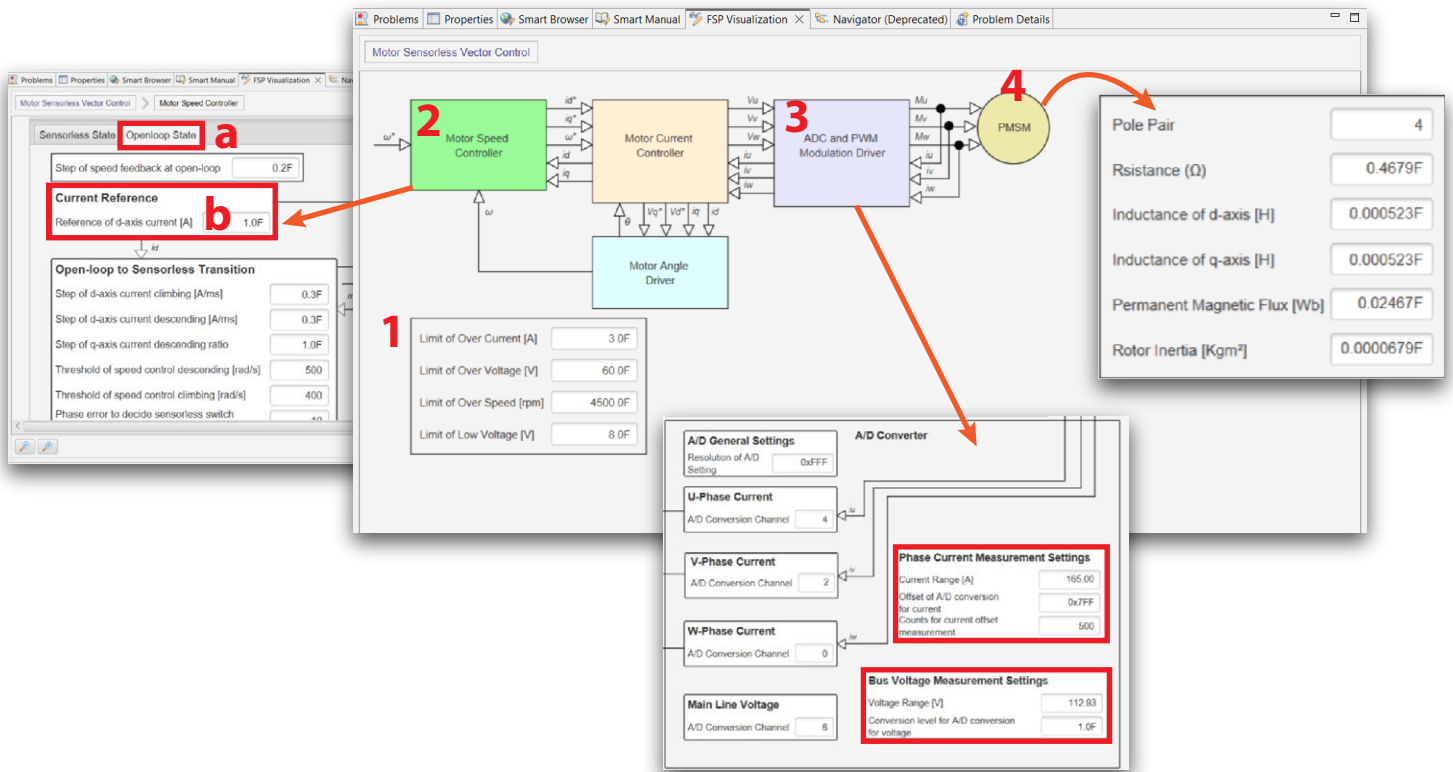 Problems Properties Smart Browser Smart Manual FSP Visualization Navigator (Deprecated) Problem Details
Motor Sensorless Vector Control
2
Motor Speed
Controller
Motor Current
Controller
3
ADC and PWM
Modulation Driver
4
PMSM
Motor Angle
Driver
ω*
id*
iq*
ω*
id
iq
Vu
Vv
Vw
iu
iv
iw
Mu
Mv
Mw
iu
iv
iw
ω
θ
Vq* Vd* iq id
1
Limit of Over Current [A] 3.0F
Limit of Over Voltage [V] 60.0F
Limit of Over Speed [rpm] 4500.0F
Limit of Low Voltage [V] 8.0F
Problems Properties Smart Browser Smart Manual FSP Visualization
Motor Sensorless Vector Control Motor Speed Controller
Sensorless State Openloop State
a
Step of speed feedback at open-loop 0.2F
Current Reference
Reference of d-axis current [A] 1.0F
b
id
Open-loop to Sensorless Transition
Step of d-axis current climbing [A/ms] 0.3F
Step of d-axis current descending [A/ms] 0.3F
Step of q-axis current descending ratio 1.0F
Threshold of speed control descending [rad/s] 500
Threshold of speed control climbing [rad/s] 400
Phase error to decide sensorless switch
Pole Pair 4
Rsistance (Ω) 0.4679F
Inductance of d-axis [H] 0.000523F
Inductance of q-axis [H] 0.000523F
Permanent Magnetic Flux [Wb] 0.02467F
Rotor Inertia [Kgm²] 0.0000679F
A/D Converter
A/D General Settings
Resolution of A/D
Setting 0xFFF
U-Phase Current
A/D Conversion Channel 4
iu
V-Phase Current
A/D Conversion Channel 2
iv
W-Phase Current
A/D Conversion Channel 0
iw
Main Line Voltage
A/D Conversion Channel 6
Phase Current Measurement Settings
Current Range [A] 165.00
Offset of A/D conversion
for current 0x7FF
Counts for current offset
measurement 500
Bus Voltage Measurement Settings
Voltage Range [V] 112.93
Conversion level for A/D conversion
for voltage 1.0F